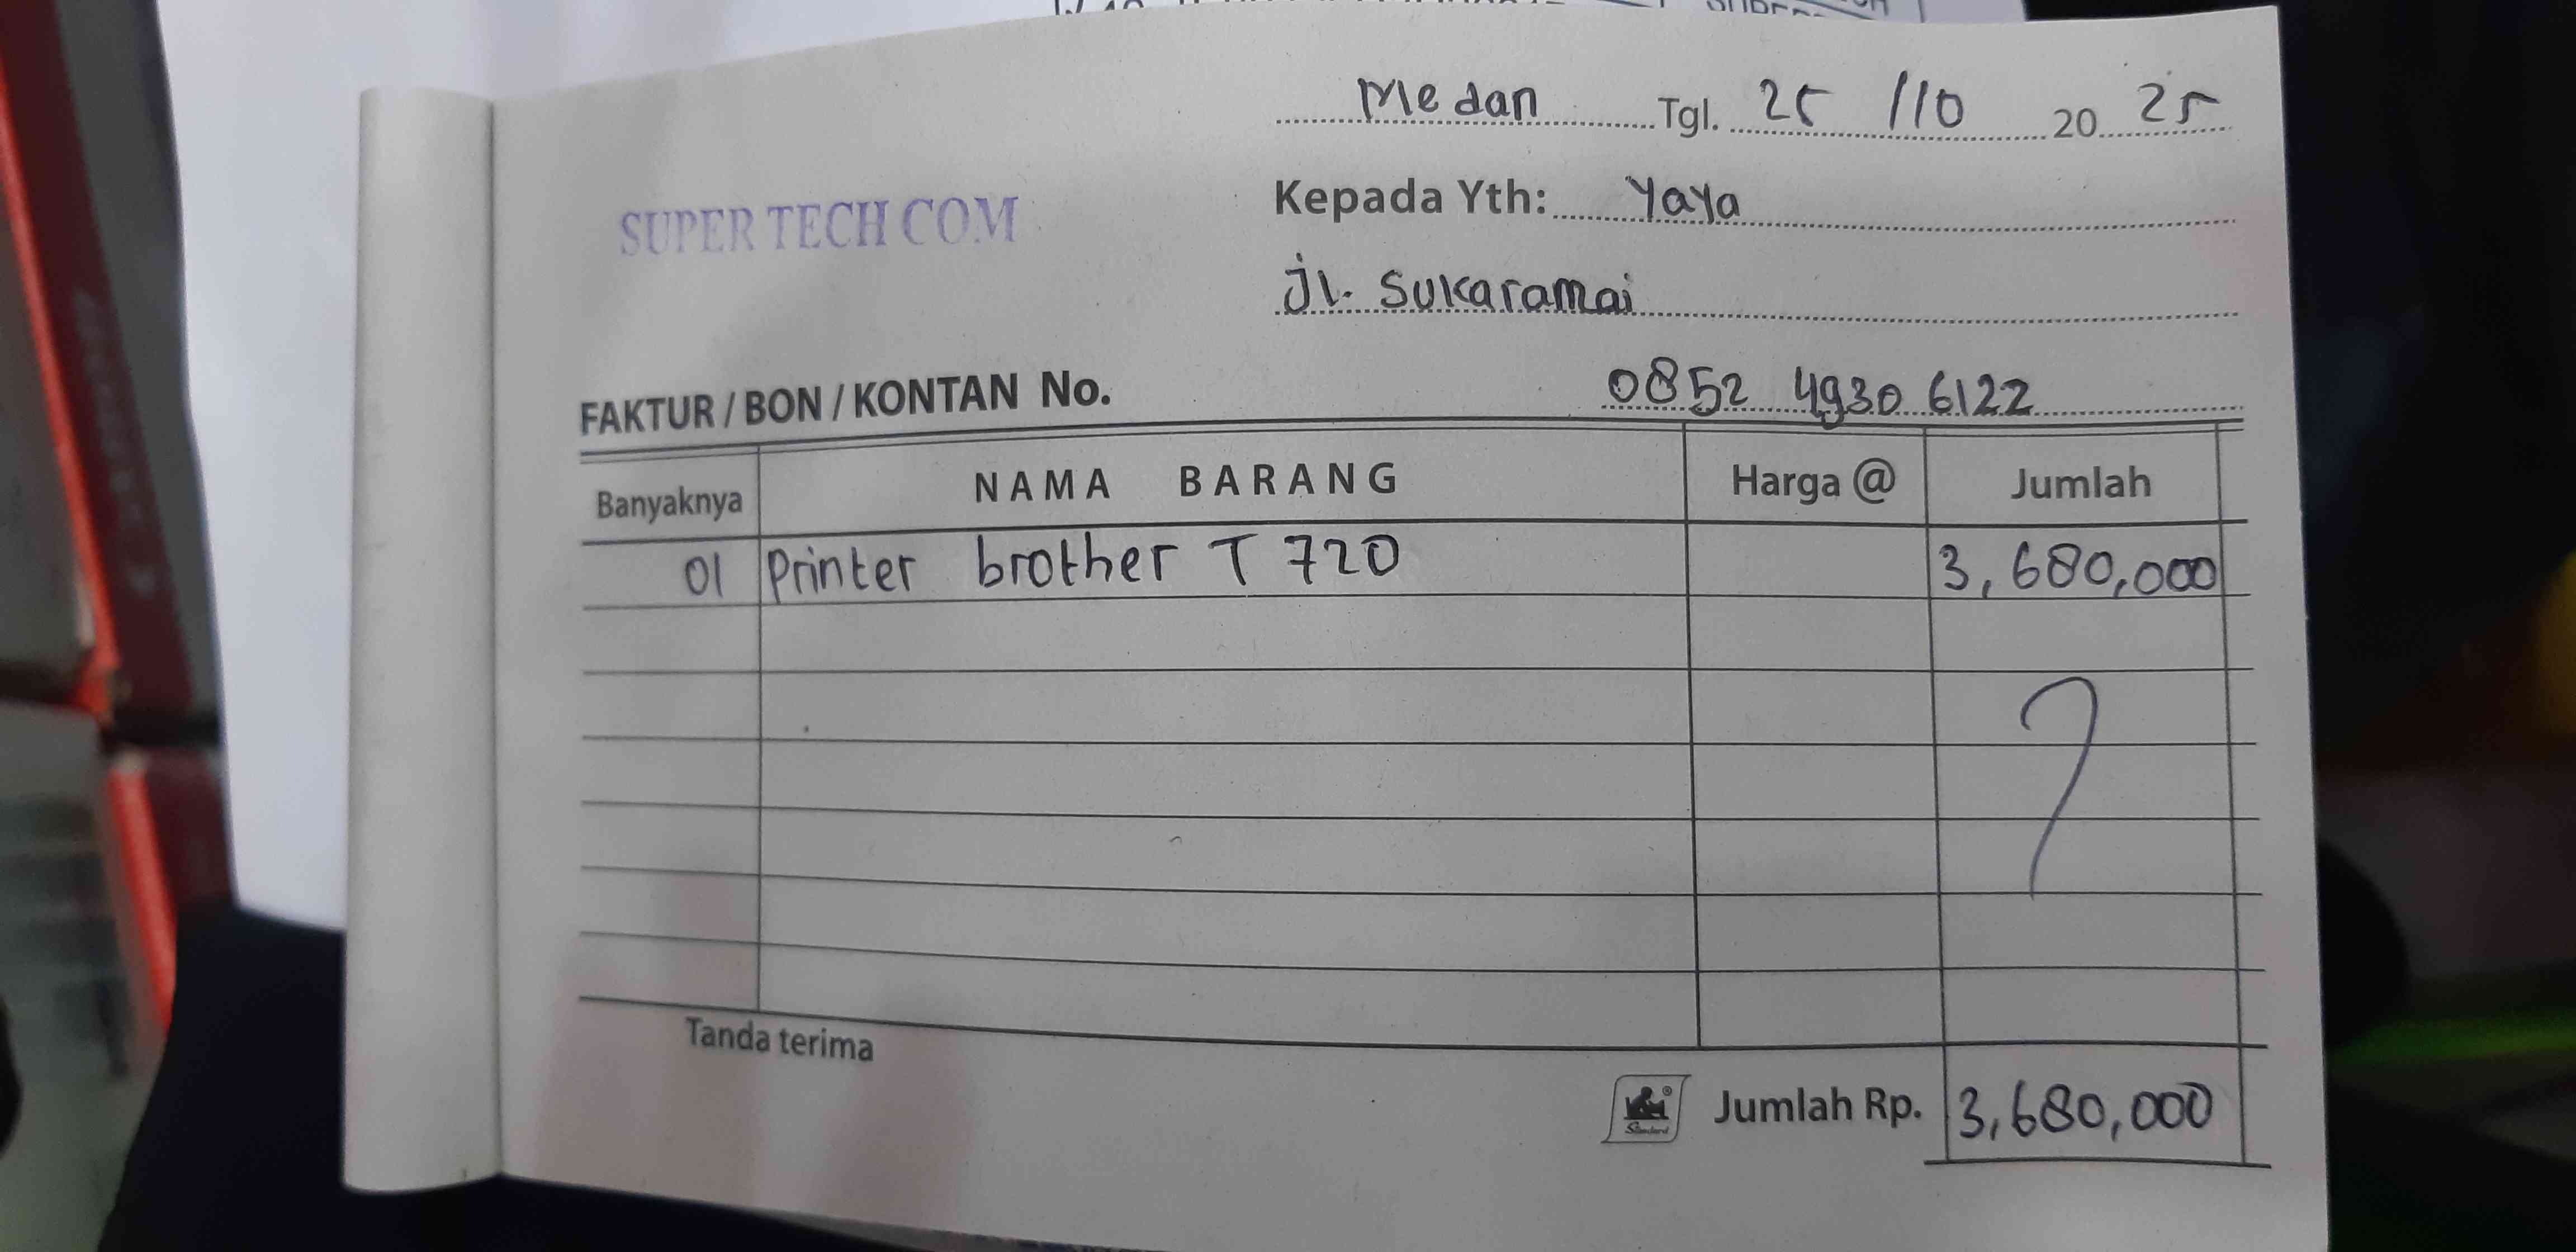 Medan Tgl. 25 /10 20 25
SUPER TECH COM
Kepada Yth: Yaya
jl. Sukaramai
0852 4930 6122
FAKTUR / BON / KONTAN No.
Banyaknya NAMA BARANG Harga @ Jumlah
01 Printer brother T 720 3,680,000
Tanda terima
Standard
Jumlah Rp. 3,680,000